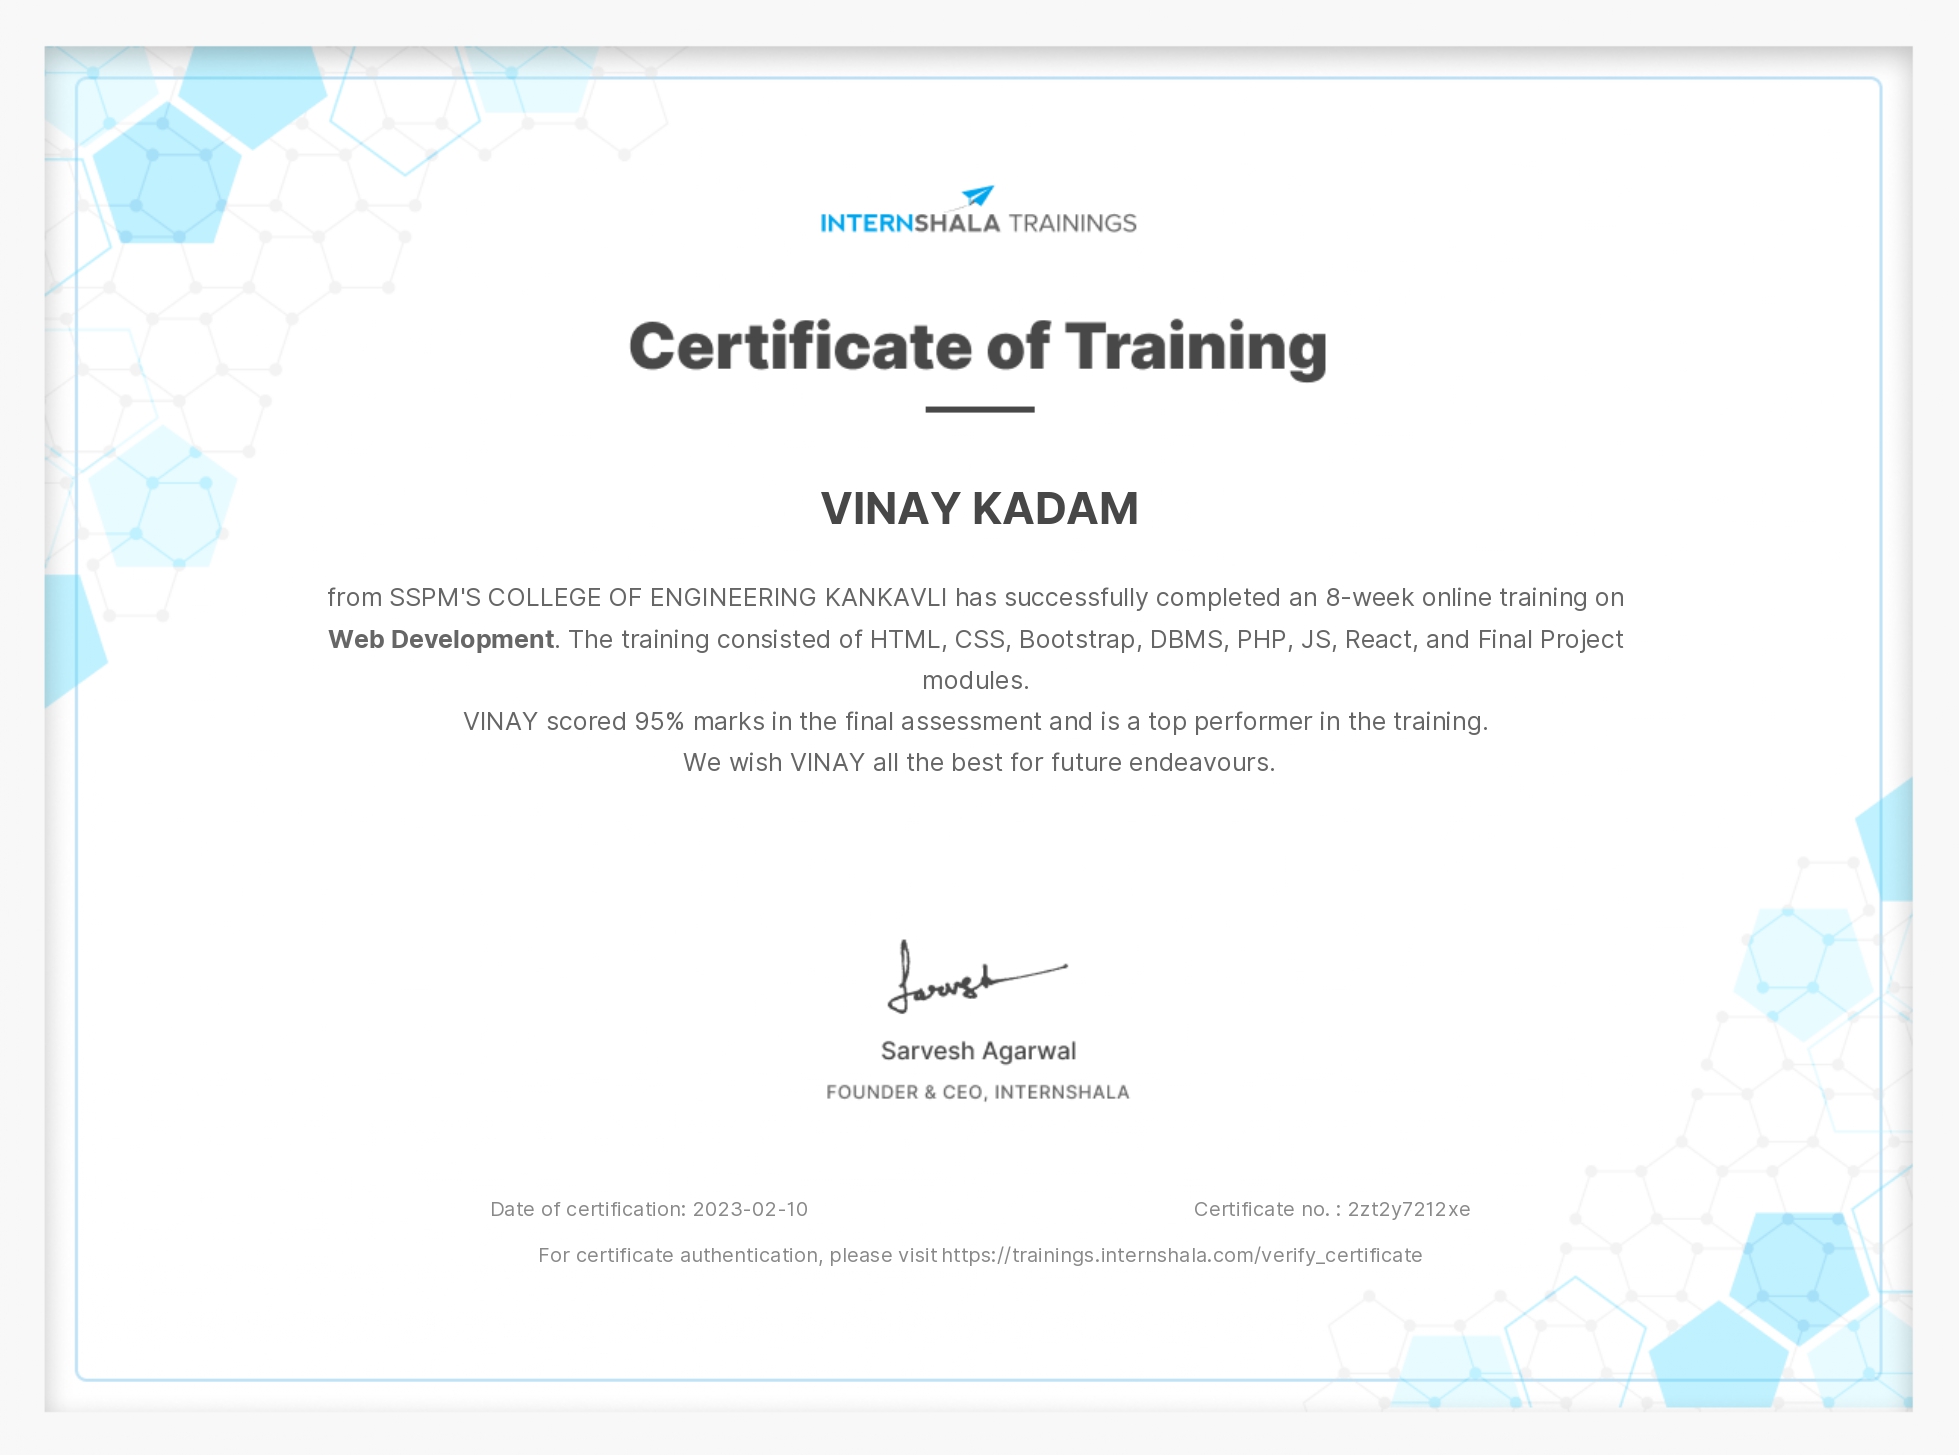 INTERNSHALA TRAININGS
Certificate of Training
VINAY KADAM
from SSPM'S COLLEGE OF ENGINEERING KANKAVLI has successfully completed an 8-week online training on
Web Development. The training consisted of HTML, CSS, Bootstrap, DBMS, PHP, JS, React, and Final Project
modules.
VINAY scored 95% marks in the final assessment and is a top performer in the training.
We wish VINAY all the best for future endeavours.
Sarvesh
Sarvesh Agarwal
FOUNDER & CEO, INTERNSHALA
Date of certification: 2023-02-10
Certificate no. : 2zt2y7212xe
For certificate authentication, please visit https://trainings.internshala.com/verify_certificate